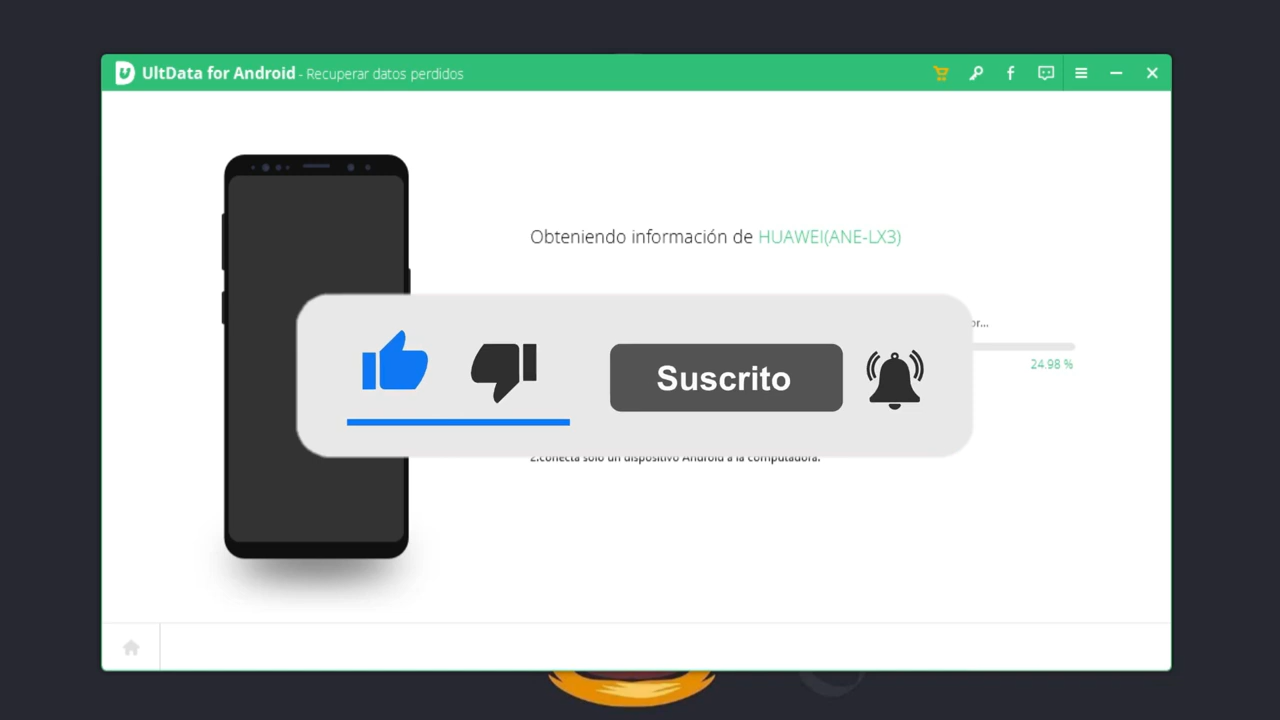 UltData for Android - Recuperar datos perdidos
Obteniendo información de HUAWEI(ANE-LX3)
or...
24.98 %
Suscrito
2.conecta solo un dispositivo Android a la computadora.